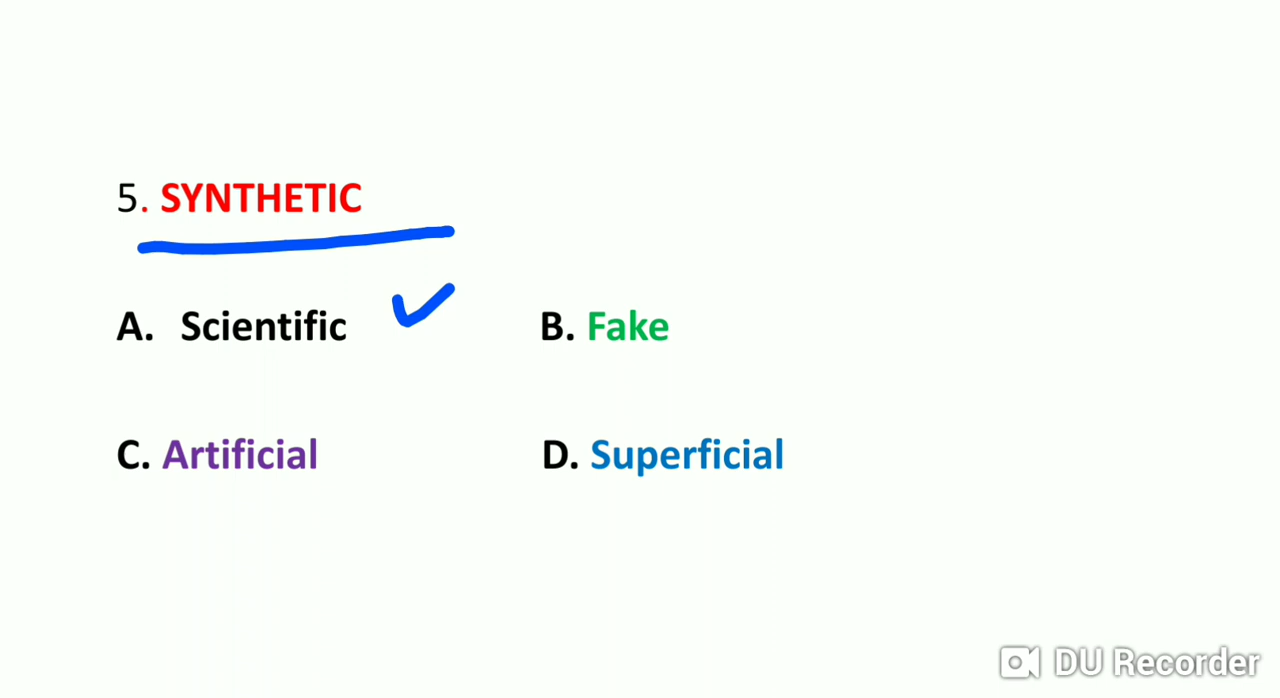 5. SYNTHETIC
A. Scientific B. Fake
C. Artificial D. Superficial
DU Recorder